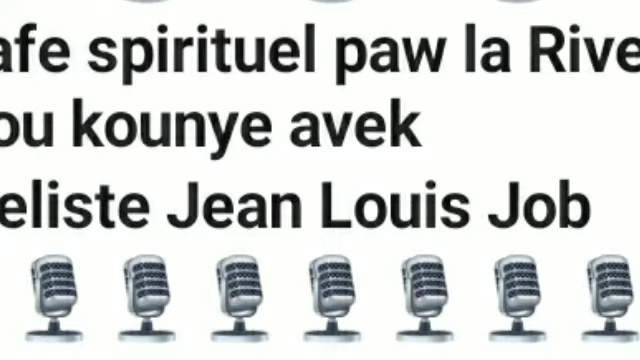 afe spirituel paw la Rive
ou kounye avek
eliste Jean Louis Job